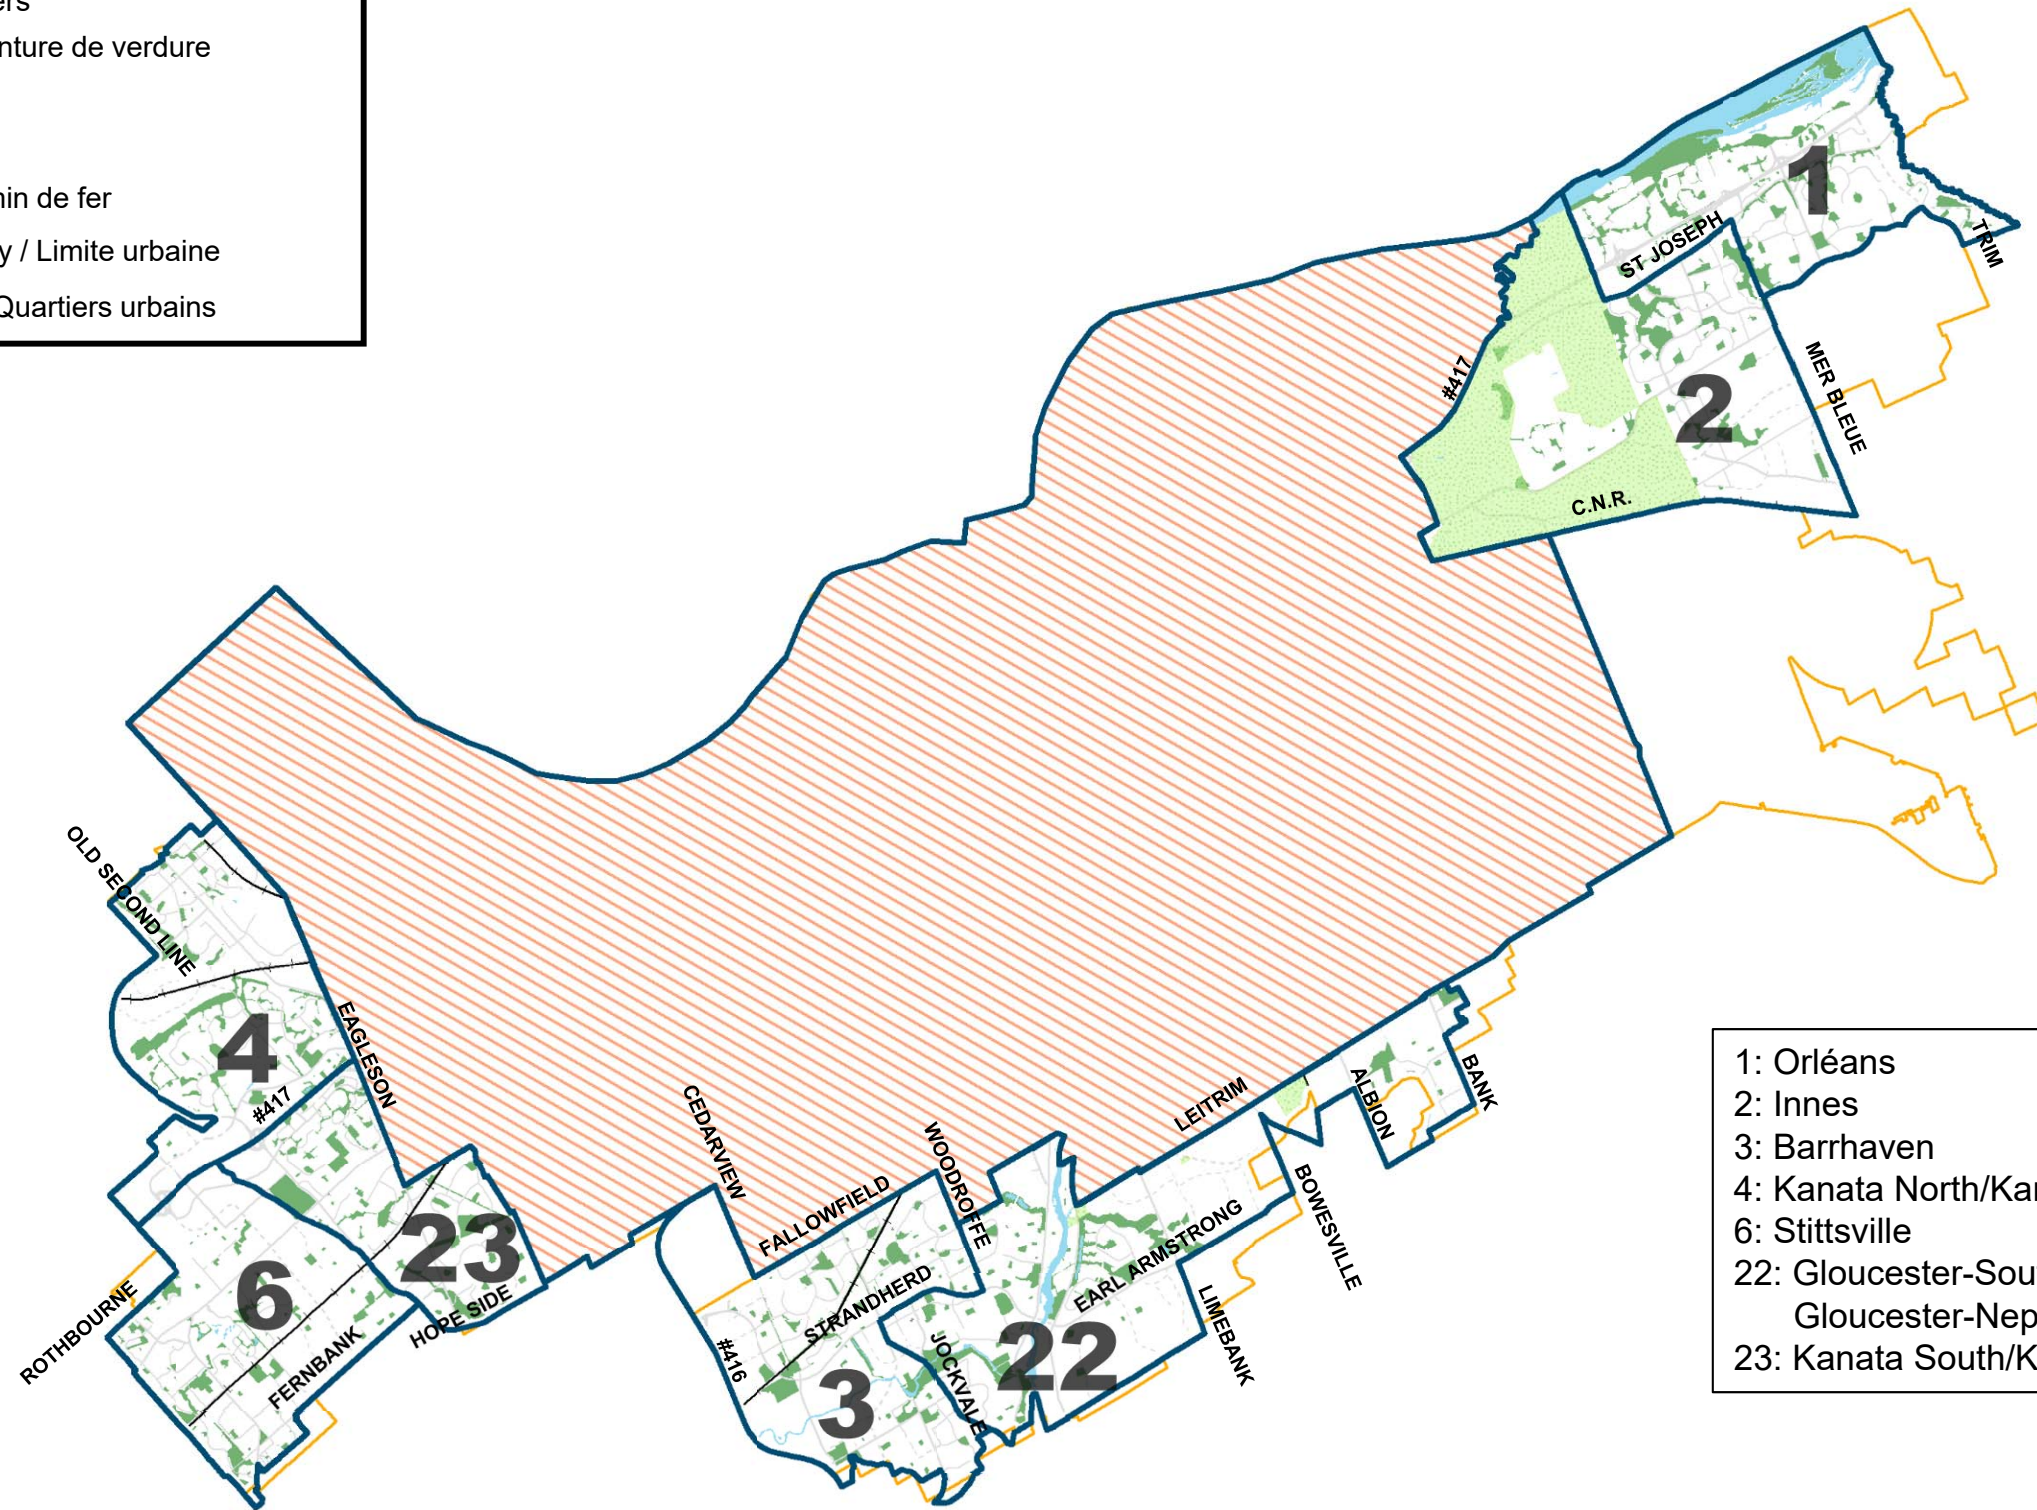 nture de verdure
in de fer
y / Limite urbaine
Quartiers urbains
1
ST JOSEPH
TRIM
#417
2
MER BLEUE
C.N.R.
OLD SECOND LINE
4
EAGLESON
#417
CEDARVIEW
WOODROFFE
LEITRIM
ALBION
BANK
FALLOWFIELD
BOWESVILLE
23
EARL ARMSTRONG
6
ROTHBOURNE
HOPE SIDE
STRANDHERD
LIMEBANK
FERNBANK
#416
JOCKVALE
22
3
1: Orléans
2: Innes
3: Barrhaven
4: Kanata North/Kar
6: Stittsville
22: Gloucester-Sou
Gloucester-Nep
23: Kanata South/K